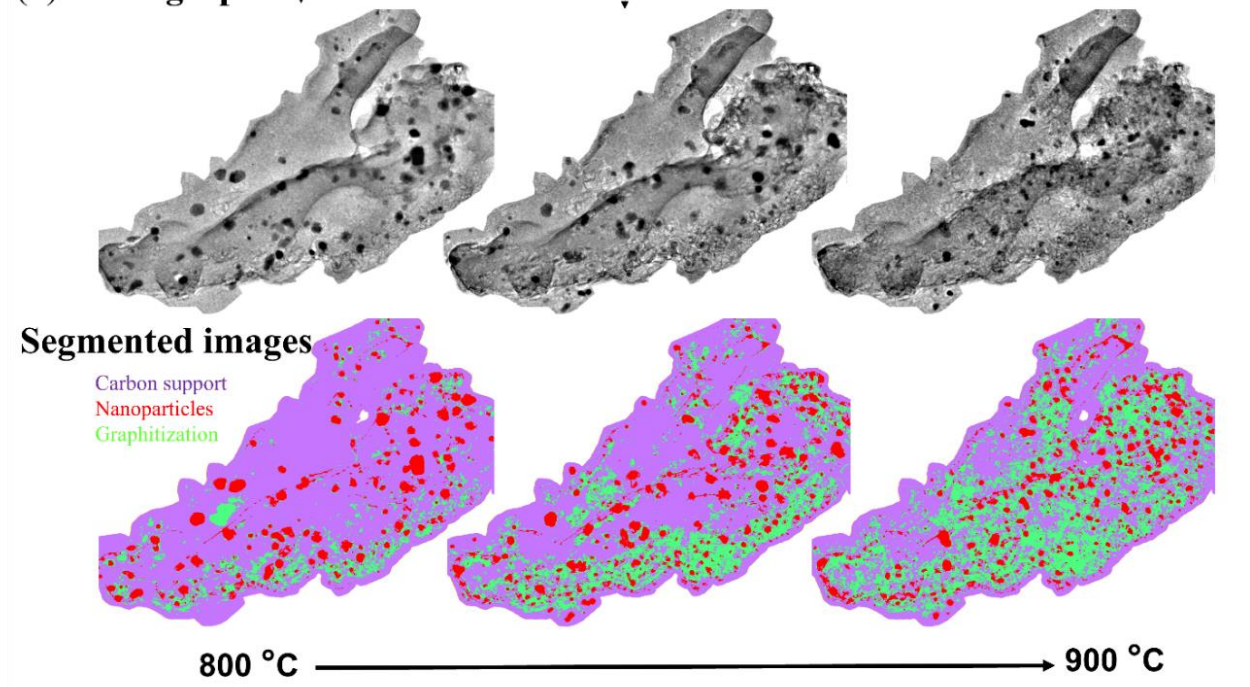 Segmented images
Carbon support
Nanoparticles
Graphitization
800 °C
900 °C